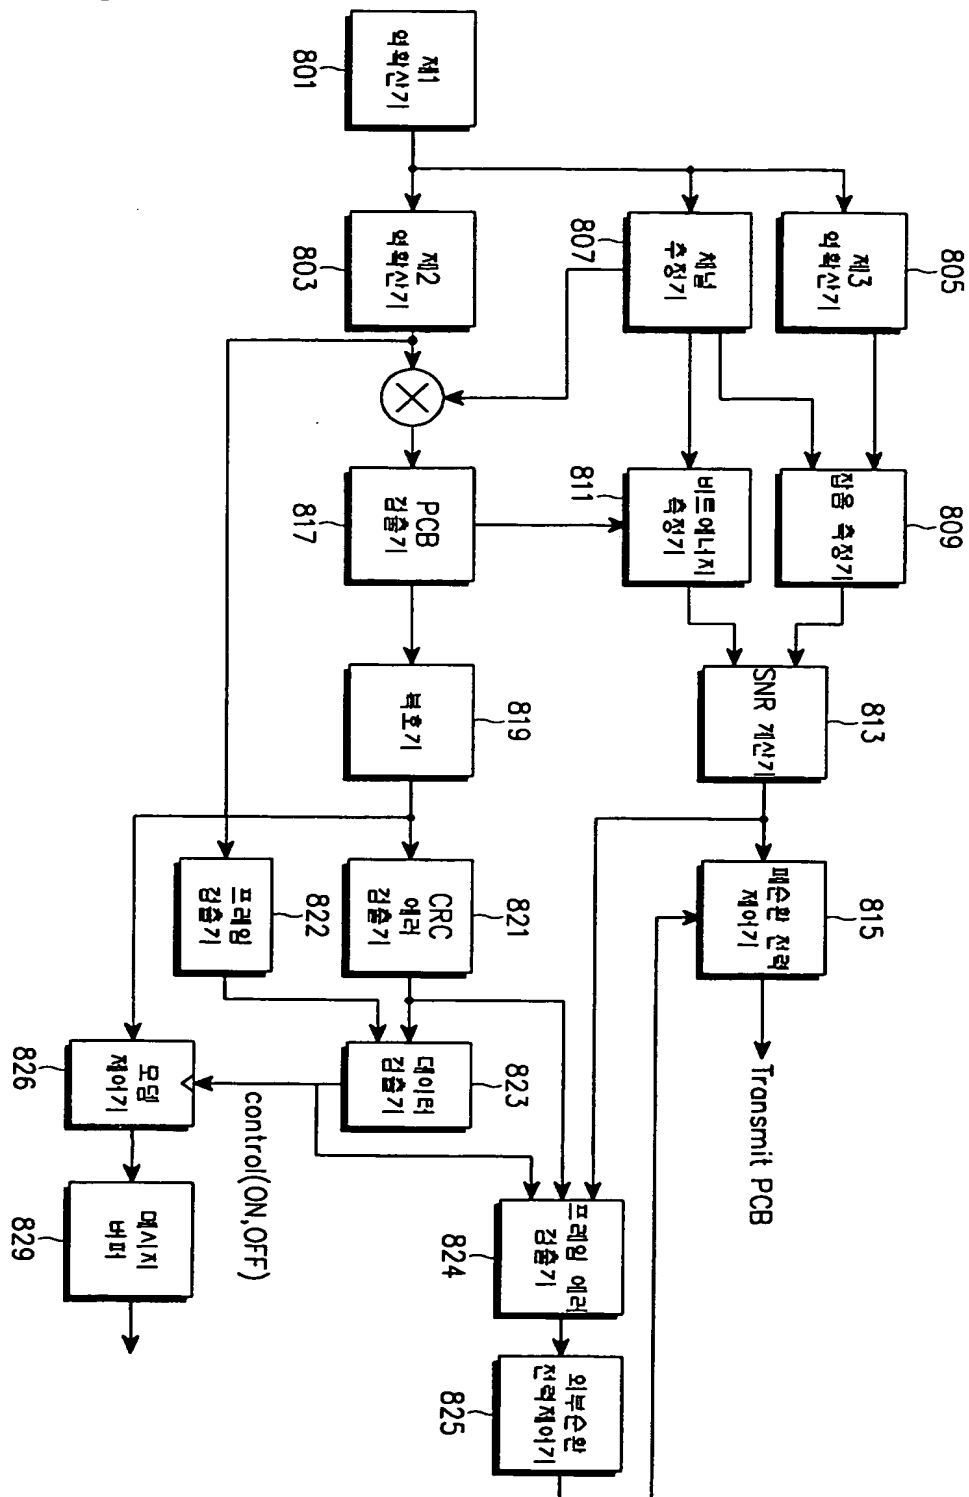 801
제1
역확산기
803
제2
역확산기
807
채널
추정기
805
제3
역확산기
817
PCB
검출기
811
비트에너지
측정기
809
잡음 측정기
819
복호기
813
SNR 계산기
822
프레임
검출기
821
CRC
에러
검출기
815
폐순환 전력
제어기
Transmit PCB
826
모뎀
제어기
823
데이터
검출기
control(ON,OFF)
829
메시지
버퍼
824
프레임 에러
검출기
825
외부순환
전력제어기